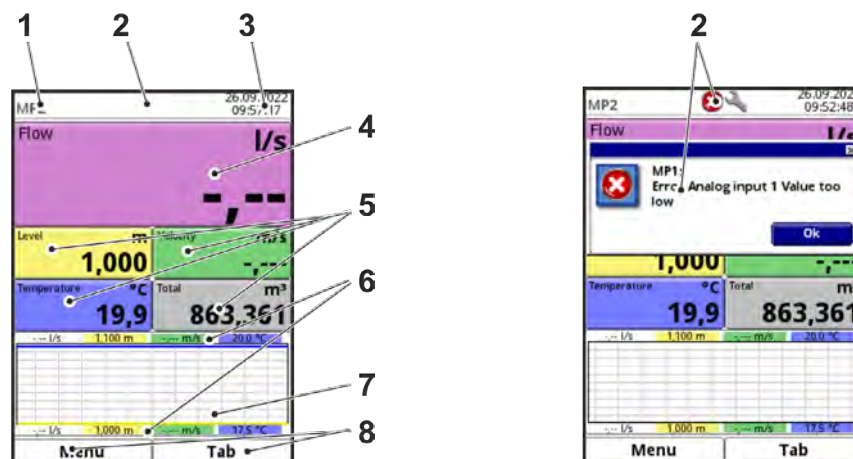 1 2 3
26.09.2022
09:57:17
Flow l/s
-,--
4
5
Level m
1,000
m/s
-,---
Temperature °C
19,9
Total m³
863,361
6
-,-- l/s 1,100 m -,--- m/s 20,0 °C
7
-,-- l/s 1,000 m -,--- m/s 17,5 °C
Menu Tab
8
2
MP2
26.09.202
09:52:48
Flow l/s
MP1:
Analog input 1 Value too
low
Ok
1,000 -,---
Temperature °C
19,9
Total m
863,361
-,-- l/s 1,100 m -,--- m/s 20,0 °C
-,-- l/s 1,000 m -,--- m/s 17,5 °C
Menu Tab